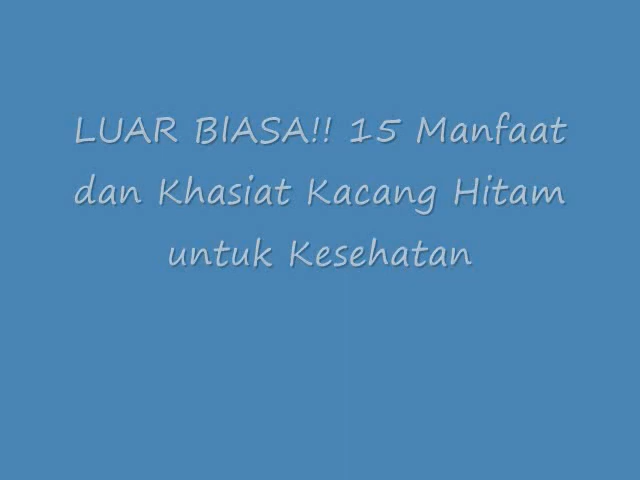 LUAR BIASA!! 15 Manfaat
dan Khasiat Kacang Hitam
untuk Kesehatan